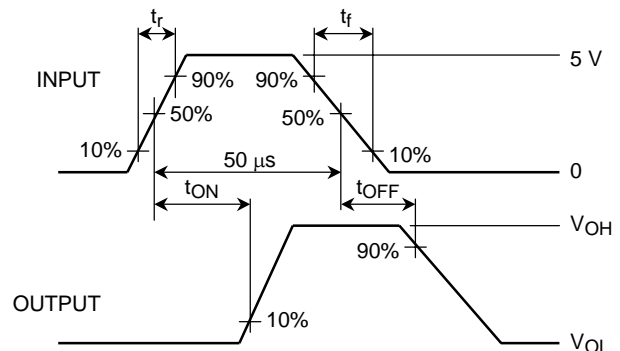 tr
tf
5 V
INPUT
90%
90%
50%
50%
10%
10%
50 μs
0
tON
tOFF
VOH
90%
OUTPUT
10%
VOL